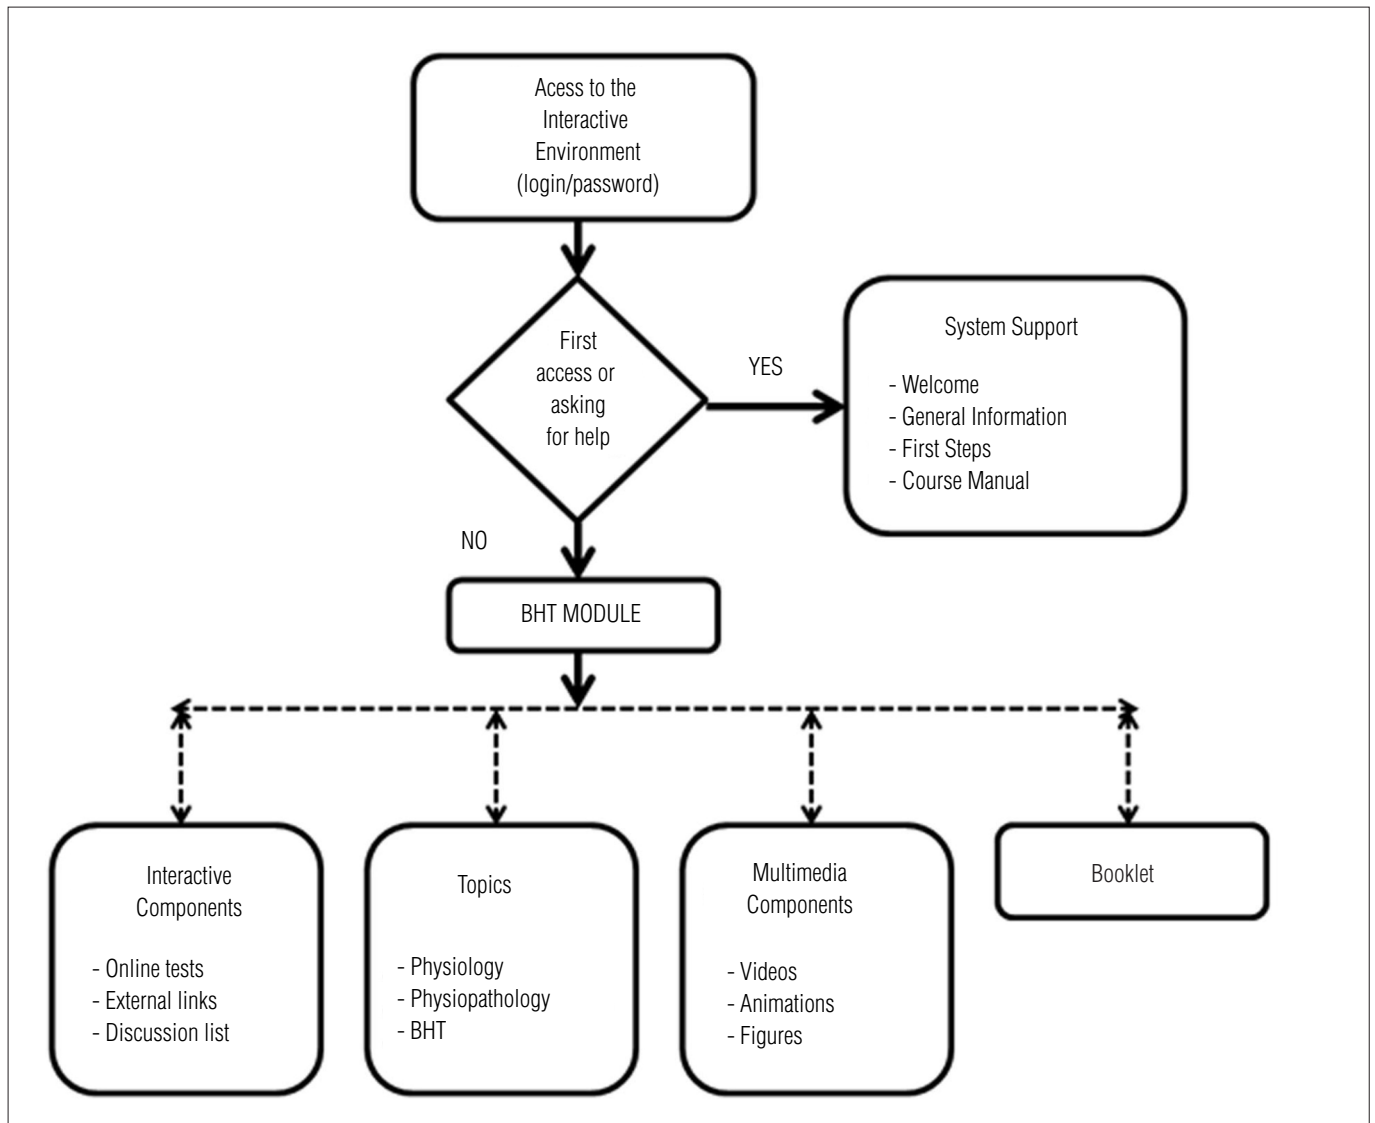 Acess to the
Interactive
Environment
(login/password)
First
access or
asking
for help
YES
System Support
- Welcome
- General Information
- First Steps
- Course Manual
NO
BHT MODULE
Interactive
Components
- Online tests
- External links
- Discussion list
Topics
- Physiology
- Physiopathology
- BHT
Multimedia
Components
- Videos
- Animations
- Figures
Booklet